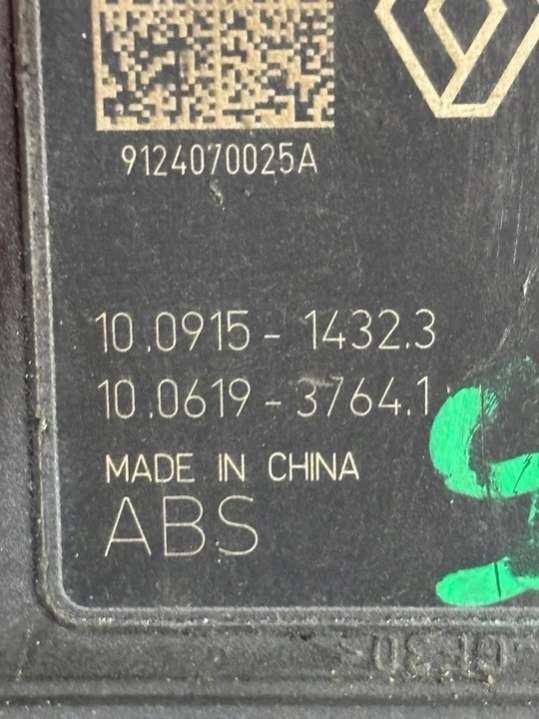 9124070025A
10.0915-1432.3
10.0619-3764.1
MADE IN CHINA
ABS